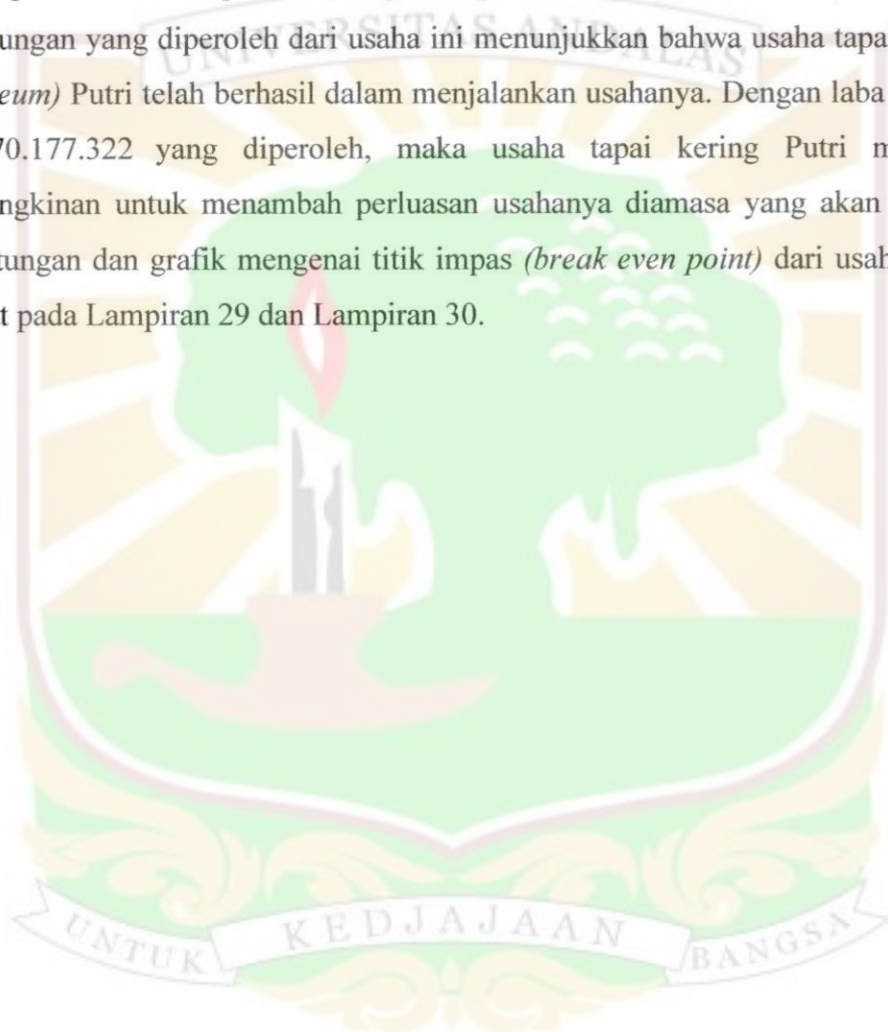 UNIVERSITAS ANDALAS
ungan yang diperoleh dari usaha ini menunjukkan bahwa usaha tapa
eum) Putri telah berhasil dalam menjalankan usahanya. Dengan laba
70.177.322 yang diperoleh, maka usaha tapai kering Putri m
ngkinan untuk menambah perluasan usahanya diamasa yang akan
tungan dan grafik mengenai titik impas (break even point) dari usah
t pada Lampiran 29 dan Lampiran 30.
UNTUK KEDJAJAAN BANGSA